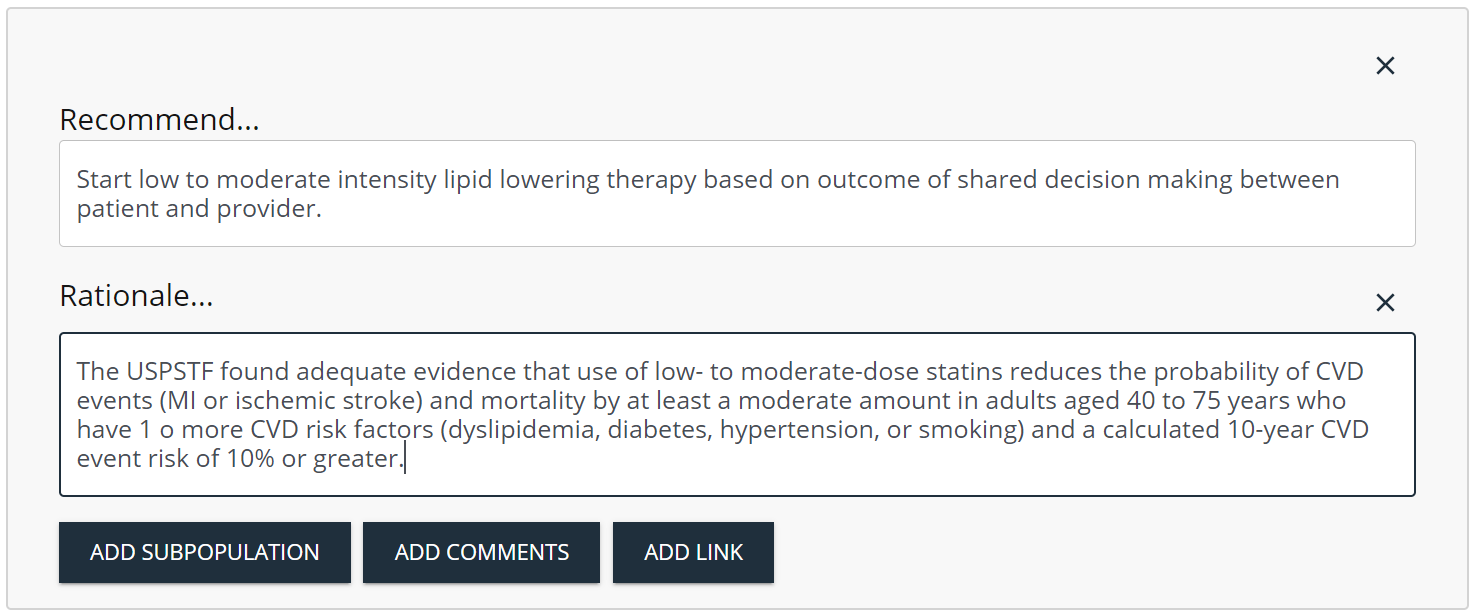 Recommend...
Start low to moderate intensity lipid lowering therapy based on outcome of shared decision making between
patient and provider.
Rationale...
The USPSTF found adequate evidence that use of low- to moderate-dose statins reduces the probability of CVD
events (MI or ischemic stroke) and mortality by at least a moderate amount in adults aged 40 to 75 years who
have 1 o more CVD risk factors (dyslipidemia, diabetes, hypertension, or smoking) and a calculated 10-year CVD
event risk of 10% or greater.
ADD SUBPOPULATION ADD COMMENTS ADD LINK